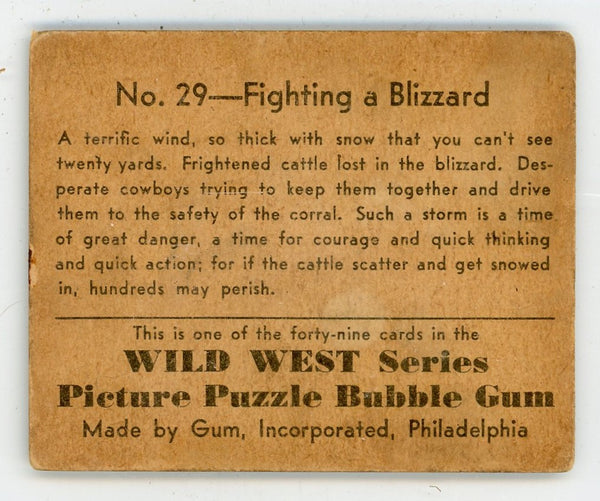 No. 29—Fighting a Blizzard
A terrific wind, so thick with snow that you can't see
twenty yards. Frightened cattle lost in the blizzard. Des-
perate cowboys trying to keep them together and drive
them to the safety of the corral. Such a storm is a time
of great danger, a time for courage and quick thinking
and quick action; for if the cattle scatter and get snowed
in, hundreds may perish.
This is one of the forty-nine cards in the
WILD WEST Series
Picture Puzzle Bubble Gum
Made by Gum, Incorporated, Philadelphia